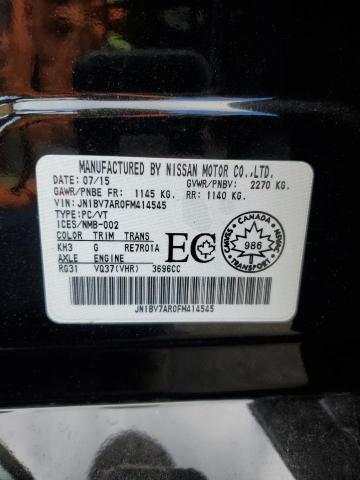 MANUFACTURED BY NISSAN MOTOR CO.,LTD.
DATE: 07/15 GVWR/PNBV: 2270 KG.
GAWR/PNBE FR: 1145 KG. RR: 1140 KG.
VIN: JN1BV7AR0FM414545
TYPE: PC/VT
ICES/NMB-002
COLOR TRIM TRANS
KH3 G RE7R01A
AXLE ENGINE
RG31 VQ37(VHR) 3696CC
EC
CANADA
986
CMVSS
NSVAC
JN1BV7AR0FM414545